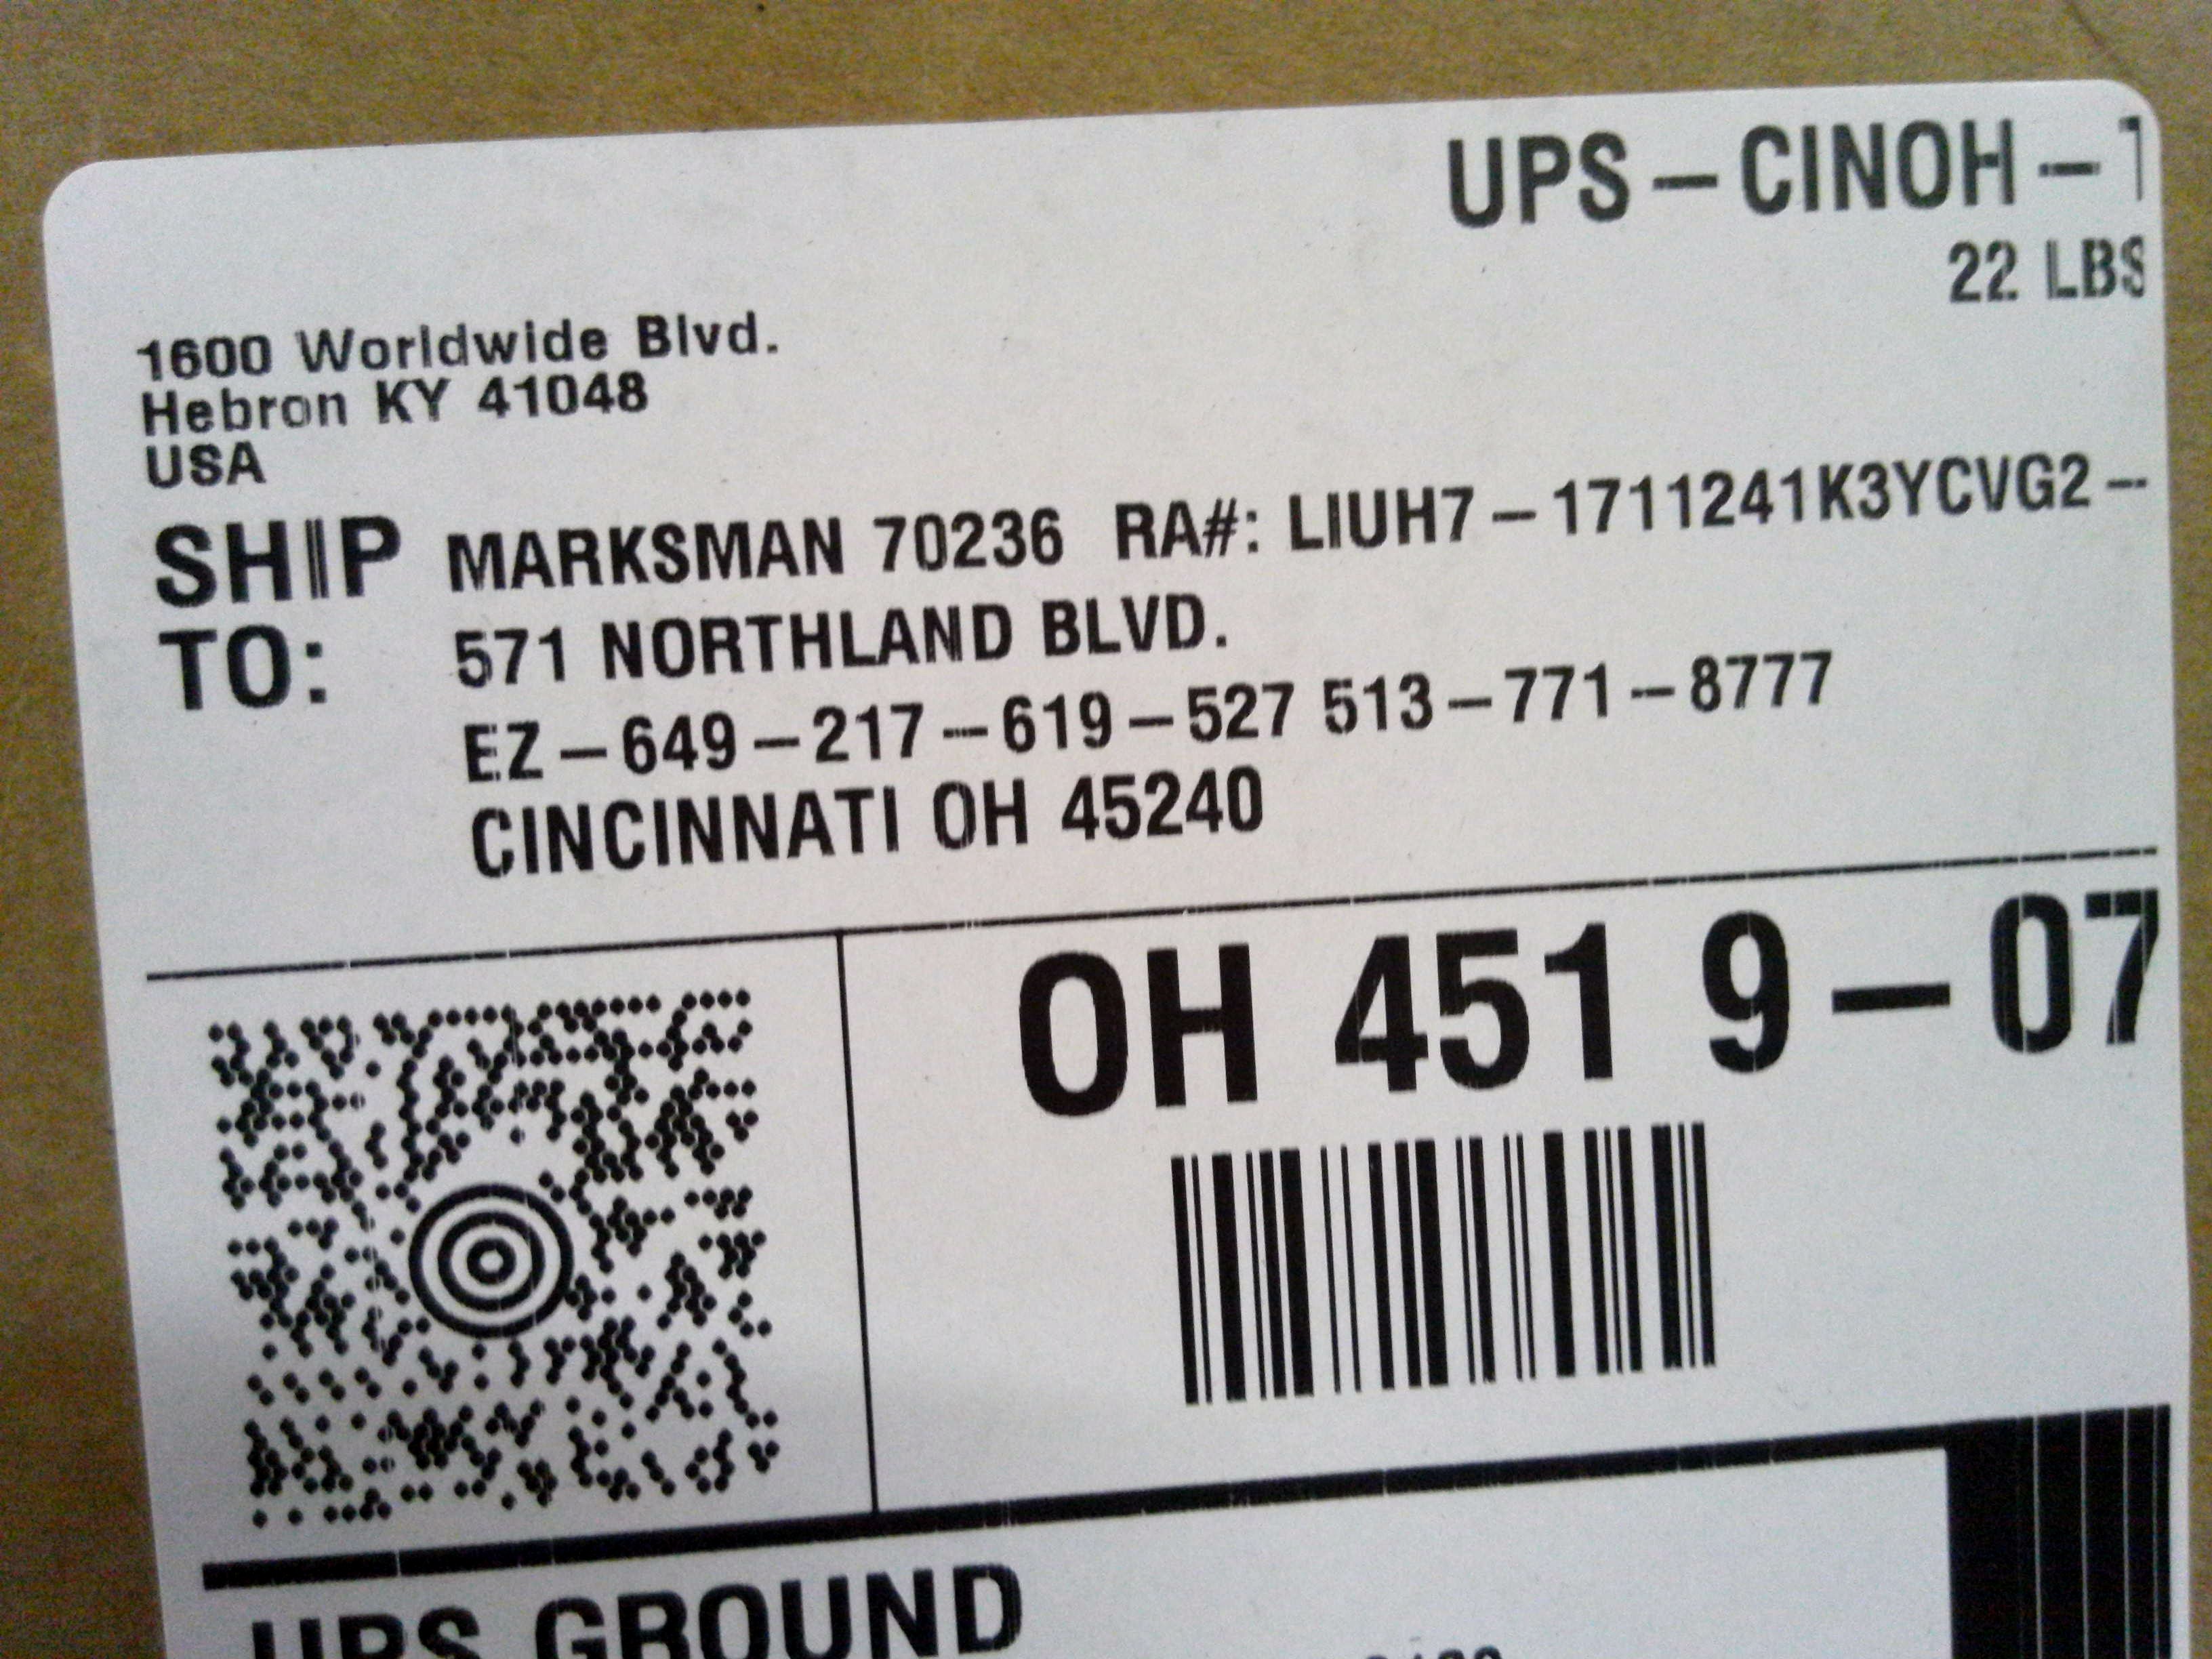 UPS – CINOH – 1
22 LBS
1600 Worldwide Blvd.
Hebron KY 41048
USA
SHIP TO:
MARKSMAN 70236 RA#: LIUH7 – 1711241K3YCVG2 –
571 NORTHLAND BLVD.
EZ – 649 – 217 – 619 – 527 513 – 771 – 8777
CINCINNATI OH 45240
OH 451 9 – 07
UPS GROUND